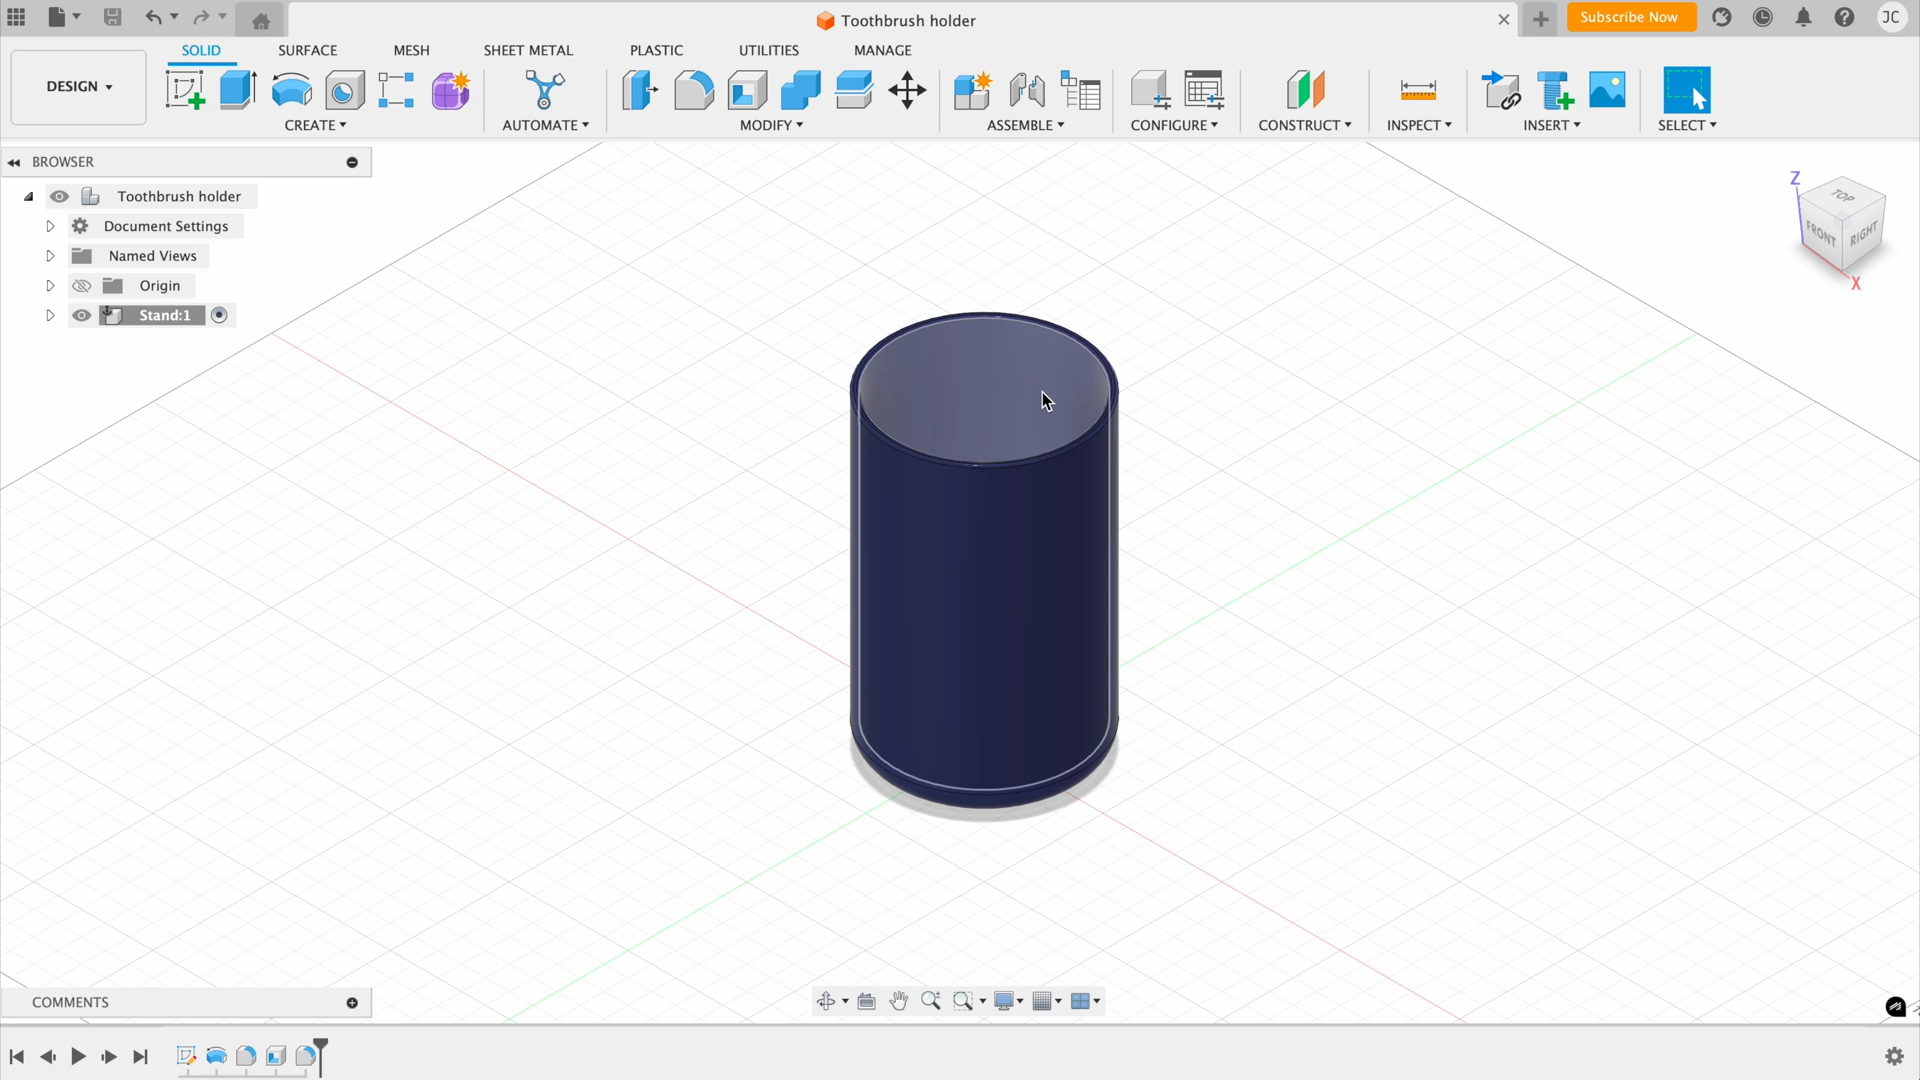 Toothbrush holder
Subscribe Now
JC
SOLID
SURFACE
MESH
SHEET METAL
PLASTIC
UTILITIES
MANAGE
DESIGN
CREATE
AUTOMATE
MODIFY
ASSEMBLE
CONFIGURE
CONSTRUCT
INSPECT
INSERT
SELECT
BROWSER
Toothbrush holder
Document Settings
Named Views
Origin
Stand:1
Z
TOP
FRONT
RIGHT
X
COMMENTS